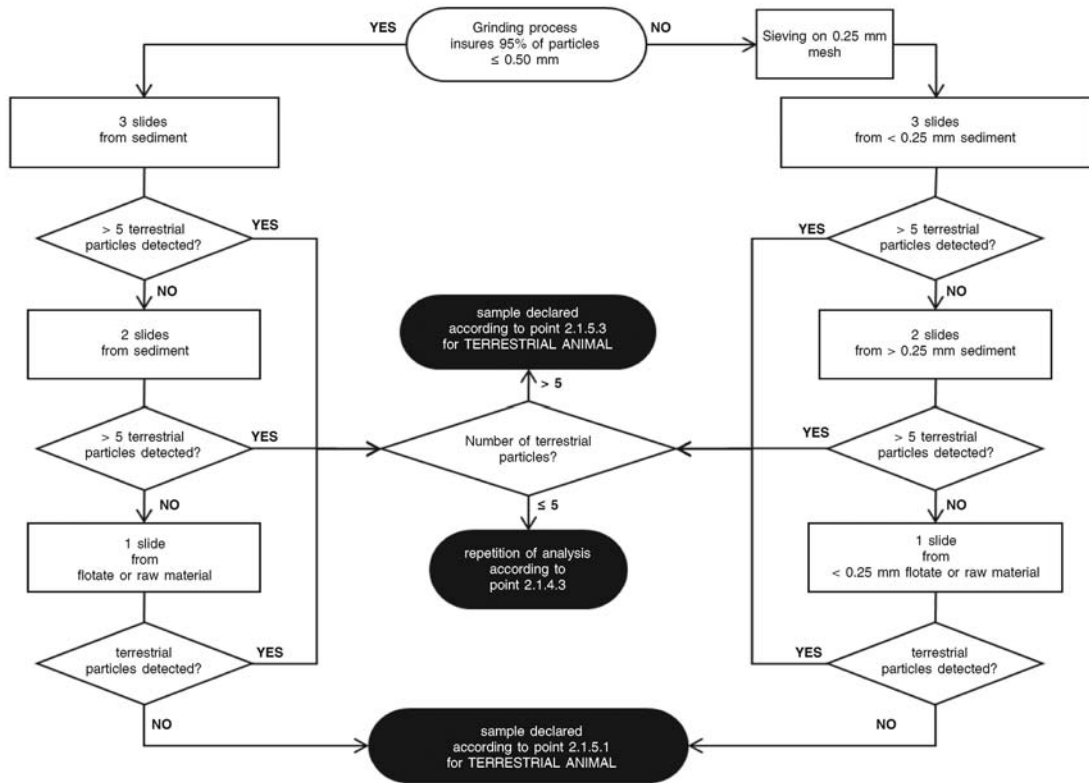 YES
Grinding process
insures 95% of particles
≤ 0.50 mm
NO
Sieving on 0.25 mm
mesh
3 slides
from sediment
3 slides
from < 0.25 mm sediment
> 5 terrestrial
particles detected?
YES
NO
YES
> 5 terrestrial
particles detected?
NO
2 slides
from sediment
sample declared
according to point 2.1.5.3
for TERRESTRIAL ANIMAL
2 slides
from > 0.25 mm sediment
> 5
> 5 terrestrial
particles detected?
YES
NO
Number of terrestrial
particles?
YES
> 5 terrestrial
particles detected?
NO
≤ 5
1 slide
from
flotate or raw material
repetition of analysis
according to
point 2.1.4.3
1 slide
from
< 0.25 mm flotate or raw material
terrestrial
particles detected?
YES
NO
YES
terrestrial
particles detected?
NO
sample declared
according to point 2.1.5.1
for TERRESTRIAL ANIMAL